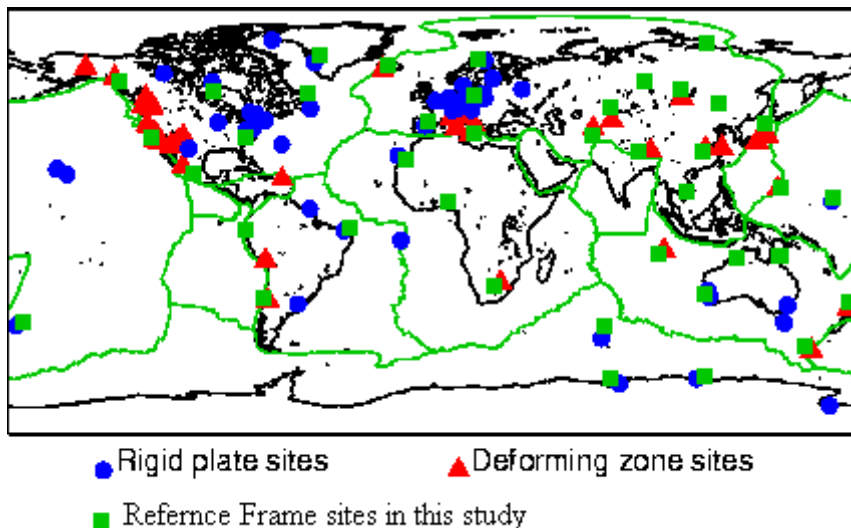 Rigid plate sites
Deforming zone sites
Refernce Frame sites in this study